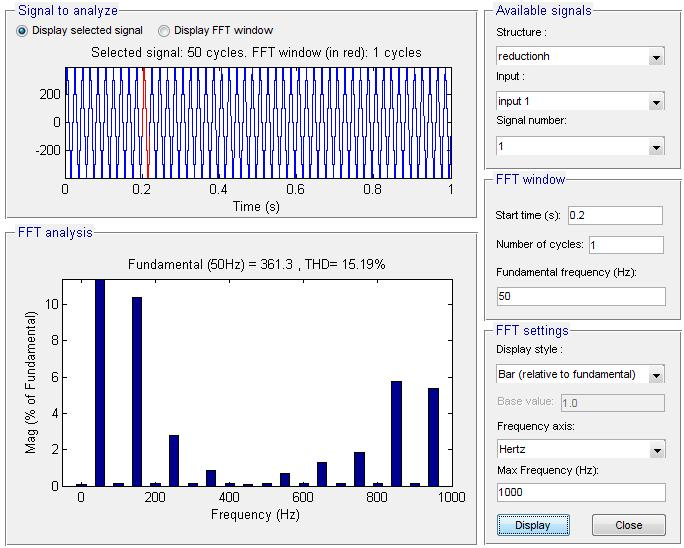 Signal to analyze
Display selected signal Display FFT window
Selected signal: 50 cycles. FFT window (in red): 1 cycles
200
0
-200
0 0.2 0.4 0.6 0.8 1
Time (s)
FFT analysis
Fundamental (50Hz) = 361.3 , THD= 15.19%
10
8
6
4
2
0
Mag (% of Fundamental)
0 200 400 600 800 1000
Frequency (Hz)
Available signals
Structure :
reductionh
Input :
input 1
Signal number:
1
FFT window
Start time (s): 0.2
Number of cycles: 1
Fundamental frequency (Hz):
50
FFT settings
Display style :
Bar (relative to fundamental)
Base value: 1.0
Frequency axis:
Hertz
Max Frequency (Hz):
1000
Display Close